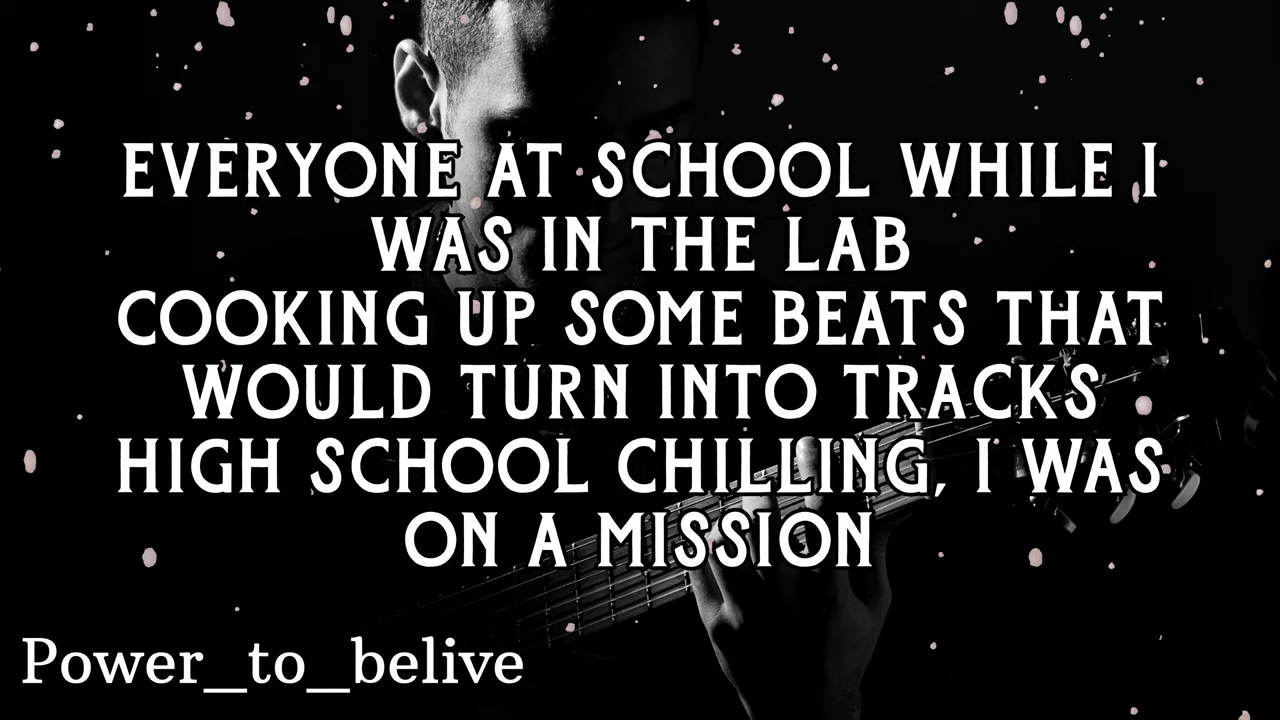 EVERYONE AT SCHOOL WHILE I
WAS IN THE LAB
COOKING UP SOME BEATS THAT
WOULD TURN INTO TRACKS
HIGH SCHOOL CHILLING, I WAS
ON A MISSION
Power_to_belive